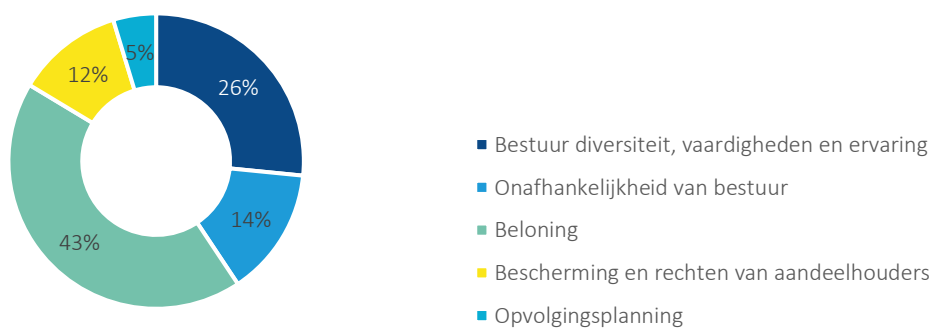 5%
12%
26%
14%
43%
Bestuur diversiteit, vaardigheden en ervaring
Onafhankelijkheid van bestuur
Beloning
Bescherming en rechten van aandeelhouders
Opvolgingsplanning